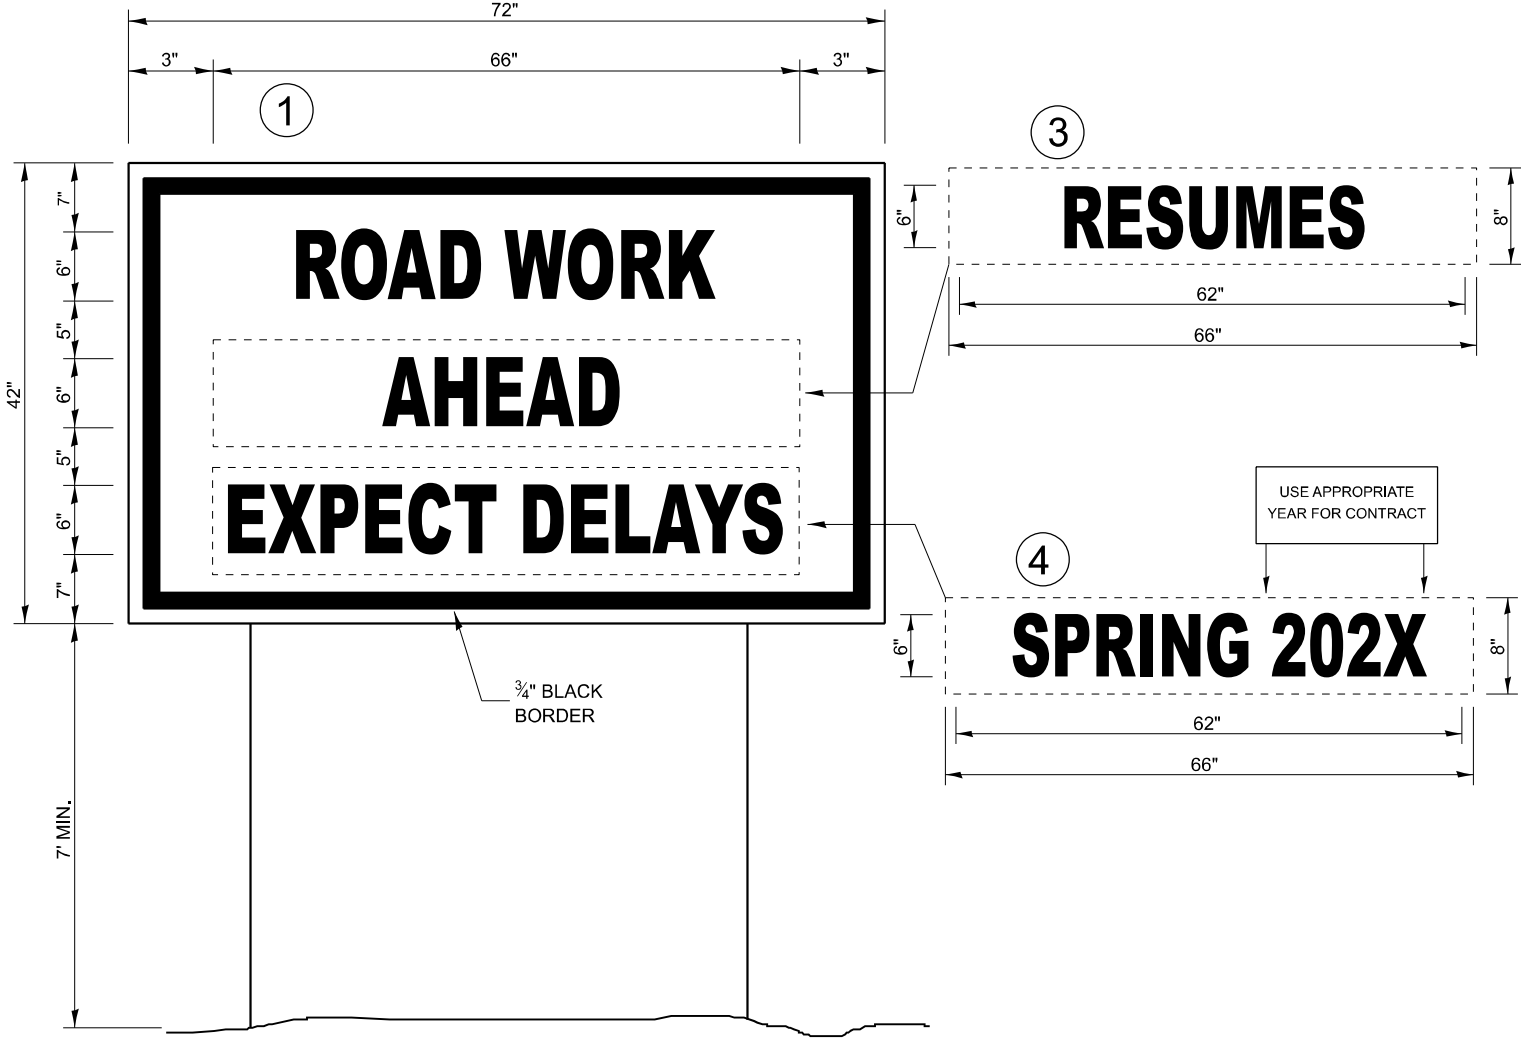 72"
3" 66" 3"
1
3
42"
7"
6"
5"
6"
5"
6"
7"
ROAD WORK
AHEAD
EXPECT DELAYS
6"
RESUMES
8"
62"
66"
USE APPROPRIATE
YEAR FOR CONTRACT
4
6"
SPRING 202X
8"
62"
66"
¾" BLACK
BORDER
7' MIN.